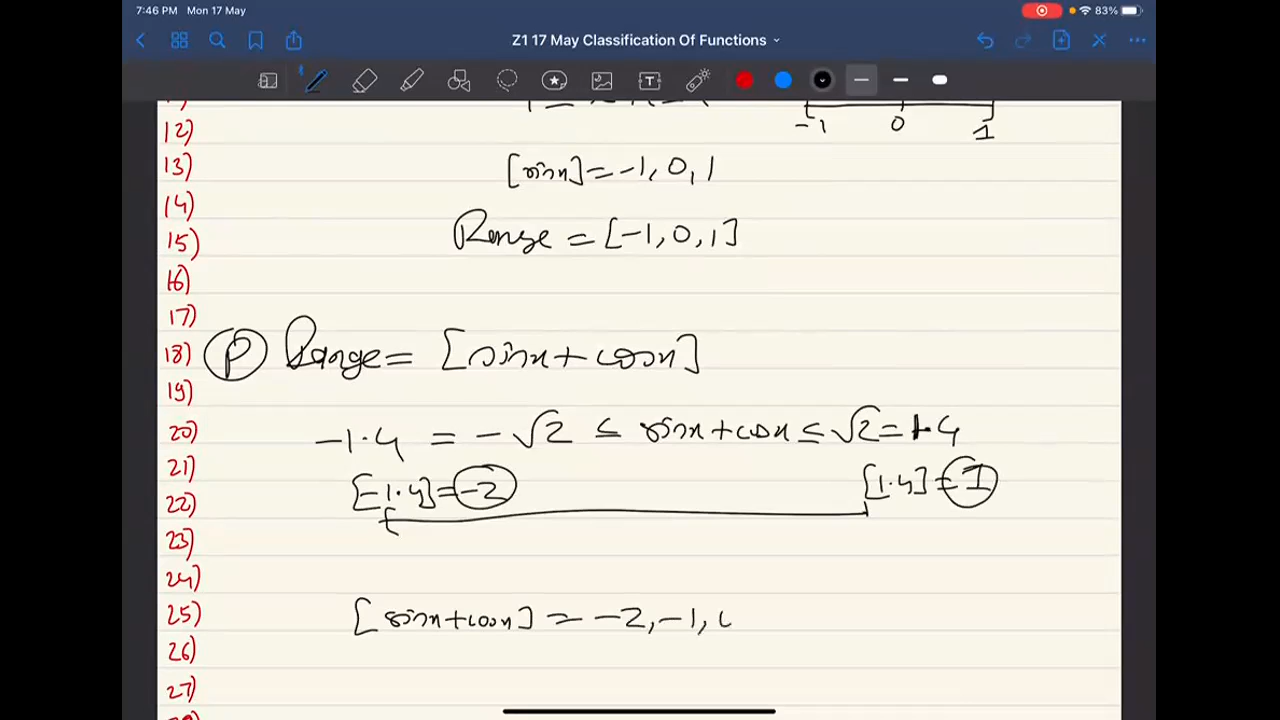 7:46 PM Mon 17 May 83%
Z1 17 May Classification Of Functions
T
-1 0 1
12)
13) [sinx] = -1, 0, 1
14)
15) Range = [-1, 0, 1]
16)
17)
18) P Range = [sinx + cosx]
19)
20) -1.4 = -√2 ≤ sinx + cosx ≤ √2 = 1.4
21)
22) [-1.4] = -2 [1.4] = 1
23)
24)
25) [sinx + cosx] = -2, -1, 
26)
27)